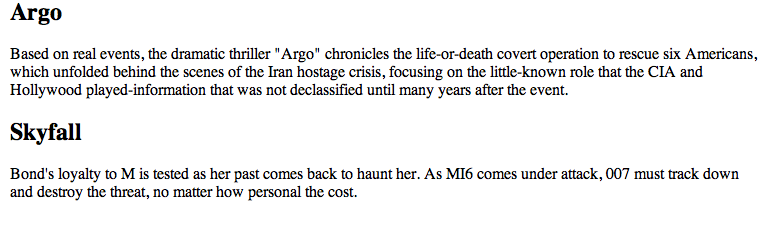 Argo
Based on real events, the dramatic thriller "Argo" chronicles the life-or-death covert operation to rescue six Americans,
which unfolded behind the scenes of the Iran hostage crisis, focusing on the little-known role that the CIA and
Hollywood played-information that was not declassified until many years after the event.
Skyfall
Bond's loyalty to M is tested as her past comes back to haunt her. As MI6 comes under attack, 007 must track down
and destroy the threat, no matter how personal the cost.